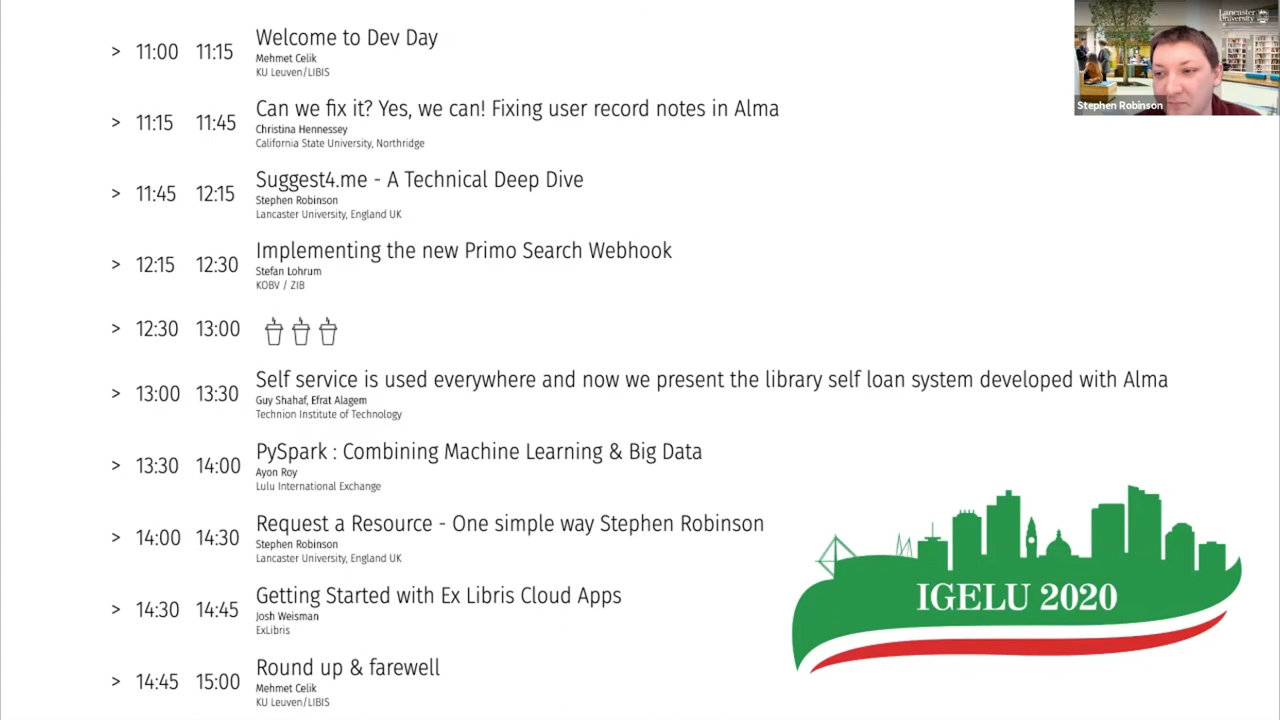 > 11:00 11:15 Welcome to Dev Day
Mehmet Celik
KU Leuven/LIBIS
> 11:15 11:45 Can we fix it? Yes, we can! Fixing user record notes in Alma
Christina Hennessey
California State University, Northridge
> 11:45 12:15 Suggest4.me - A Technical Deep Dive
Stephen Robinson
Lancaster University, England UK
> 12:15 12:30 Implementing the new Primo Search Webhook
Stefan Lohrum
KOBV / ZIB
> 12:30 13:00
> 13:00 13:30 Self service is used everywhere and now we present the library self loan system developed with Alma
Guy Shahaf, Efrat Alagem
Technion Institute of Technology
> 13:30 14:00 PySpark : Combining Machine Learning & Big Data
Ayon Roy
Lulu International Exchange
> 14:00 14:30 Request a Resource - One simple way Stephen Robinson
Stephen Robinson
Lancaster University, England UK
> 14:30 14:45 Getting Started with Ex Libris Cloud Apps
Josh Weisman
ExLibris
> 14:45 15:00 Round up & farewell
Mehmet Celik
KU Leuven/LIBIS
Lancaster
University
Stephen Robinson
IGELU 2020